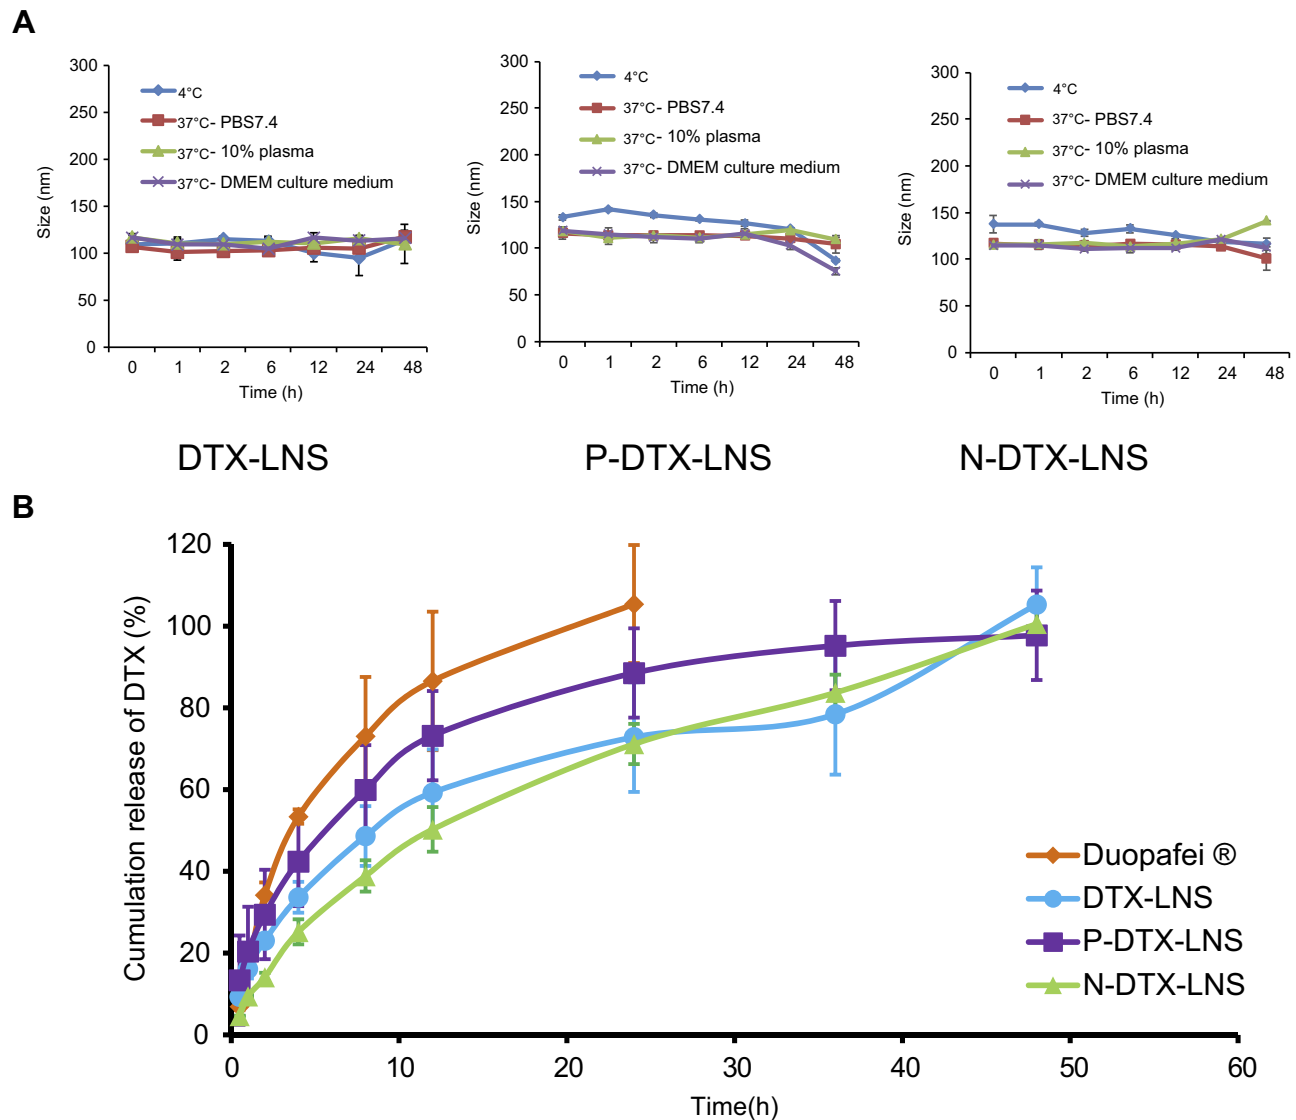 A
300
250
200
150
100
50
0
Size (nm)
4°C
37°C- PBS7.4
37°C- 10% plasma
37°C- DMEM culture medium
0 1 2 6 12 24 48
Time (h)
DTX-LNS
300
250
200
150
100
50
0
Size (nm)
4°C
37°C- PBS7.4
37°C- 10% plasma
37°C- DMEM culture medium
0 1 2 6 12 24 48
Time (h)
P-DTX-LNS
300
250
200
150
100
50
0
Size (nm)
4°C
37°C- PBS7.4
37°C- 10% plasma
37°C- DMEM culture medium
0 1 2 6 12 24 48
Time (h)
N-DTX-LNS
B
120
100
80
60
40
20
0
Cumulation release of DTX (%)
Duopafei ®
DTX-LNS
P-DTX-LNS
N-DTX-LNS
0 10 20 30 40 50 60
Time(h)